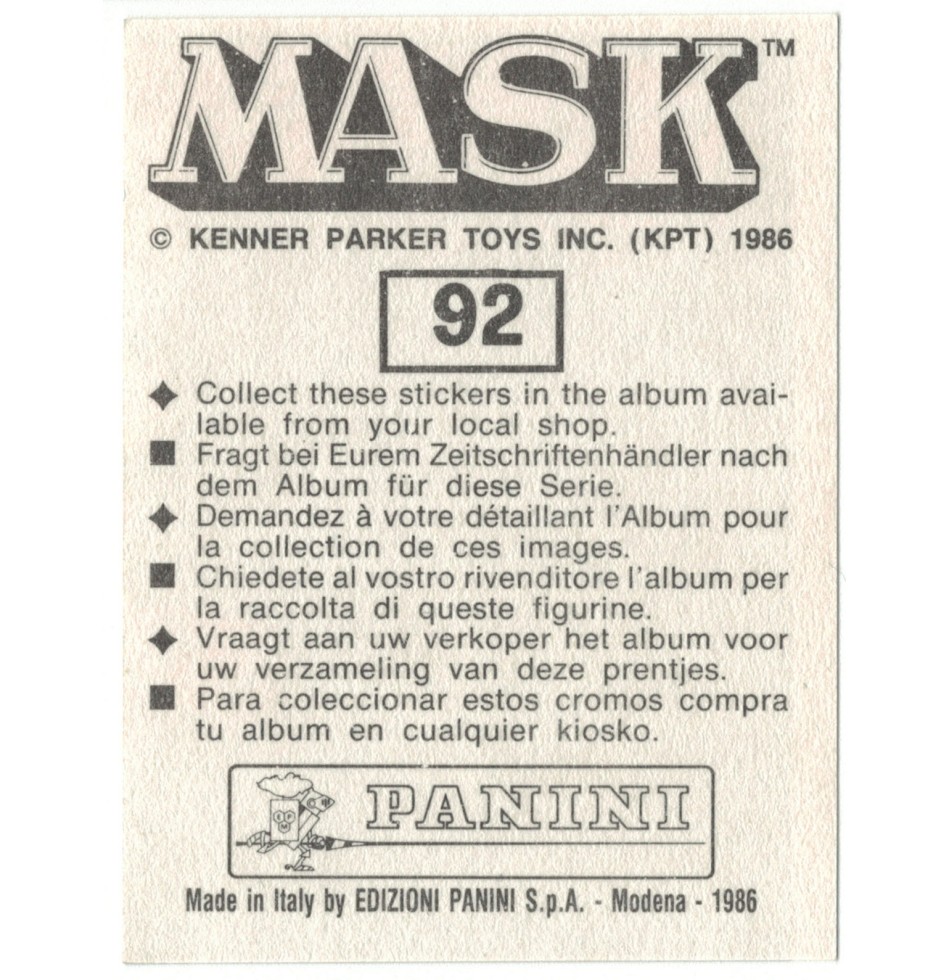 MASK™
© KENNER PARKER TOYS INC. (KPT) 1986
92
◆ Collect these stickers in the album avai-
lable from your local shop.
■ Fragt bei Eurem Zeitschriftenhändler nach
dem Album für diese Serie.
◆ Demandez à votre détaillant l'Album pour
la collection de ces images.
■ Chiedete al vostro rivenditore l'album per
la raccolta di queste figurine.
◆ Vraagt aan uw verkoper het album voor
uw verzameling van deze prentjes.
■ Para coleccionar estos cromos compra
tu album en cualquier kiosko.
PANINI
Made in Italy by EDIZIONI PANINI S.p.A. - Modena - 1986